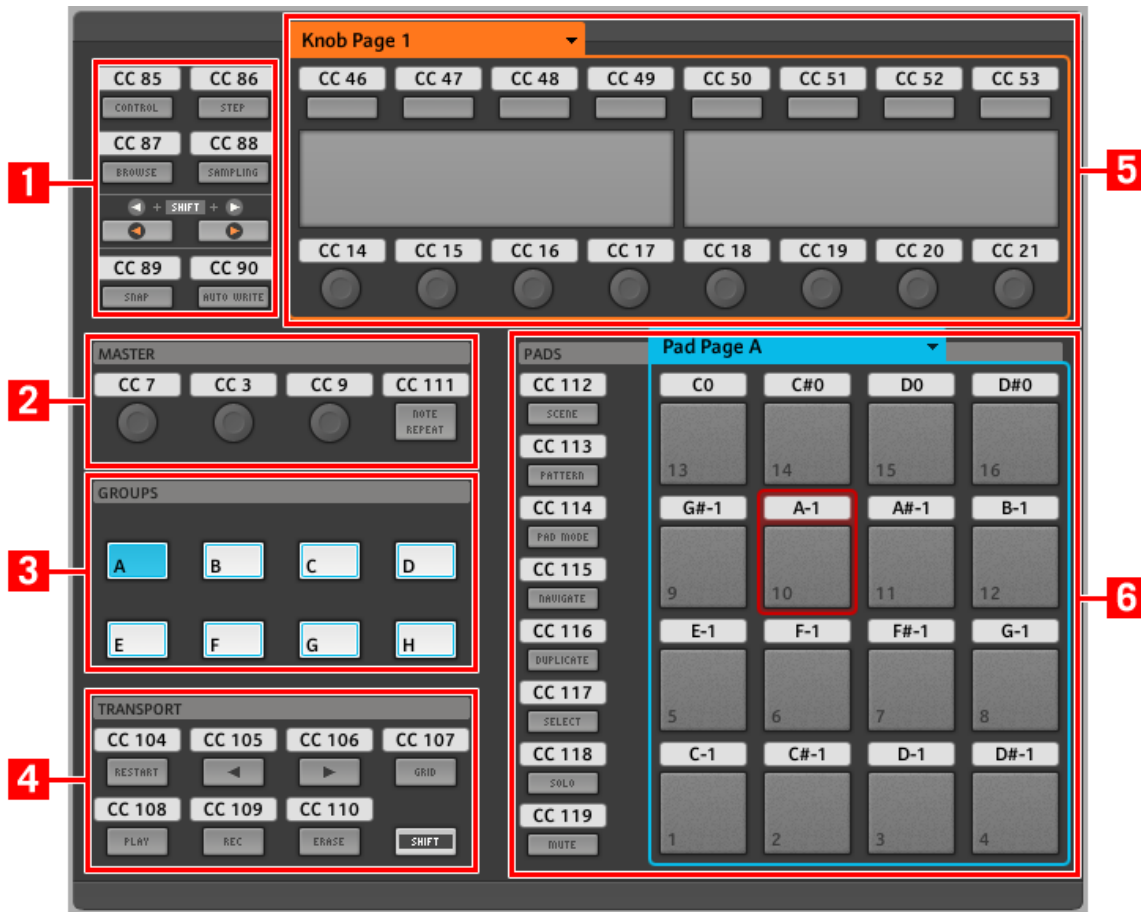 Knob Page 1
CC 85 CC 86
CONTROL STEP
CC 87 CC 88
BROWSE SAMPLING
+ SHIFT +
CC 89 CC 90
SNAP AUTO WRITE
1
CC 46 CC 47 CC 48 CC 49 CC 50 CC 51 CC 52 CC 53
CC 14 CC 15 CC 16 CC 17 CC 18 CC 19 CC 20 CC 21
5
MASTER
CC 7 CC 3 CC 9 CC 111
NOTE
REPEAT
2
GROUPS
A B C D
E F G H
3
TRANSPORT
CC 104 CC 105 CC 106 CC 107
RESTART GRID
CC 108 CC 109 CC 110
PLAY REC ERASE SHIFT
4
PADS
CC 112
SCENE
CC 113
PATTERN
CC 114
PAD MODE
CC 115
NAVIGATE
CC 116
DUPLICATE
CC 117
SELECT
CC 118
SOLO
CC 119
MUTE
Pad Page A
C0 C#0 D0 D#0
13 14 15 16
G#-1 A-1 A#-1 B-1
9 10 11 12
E-1 F-1 F#-1 G-1
5 6 7 8
C-1 C#-1 D-1 D#-1
1 2 3 4
6